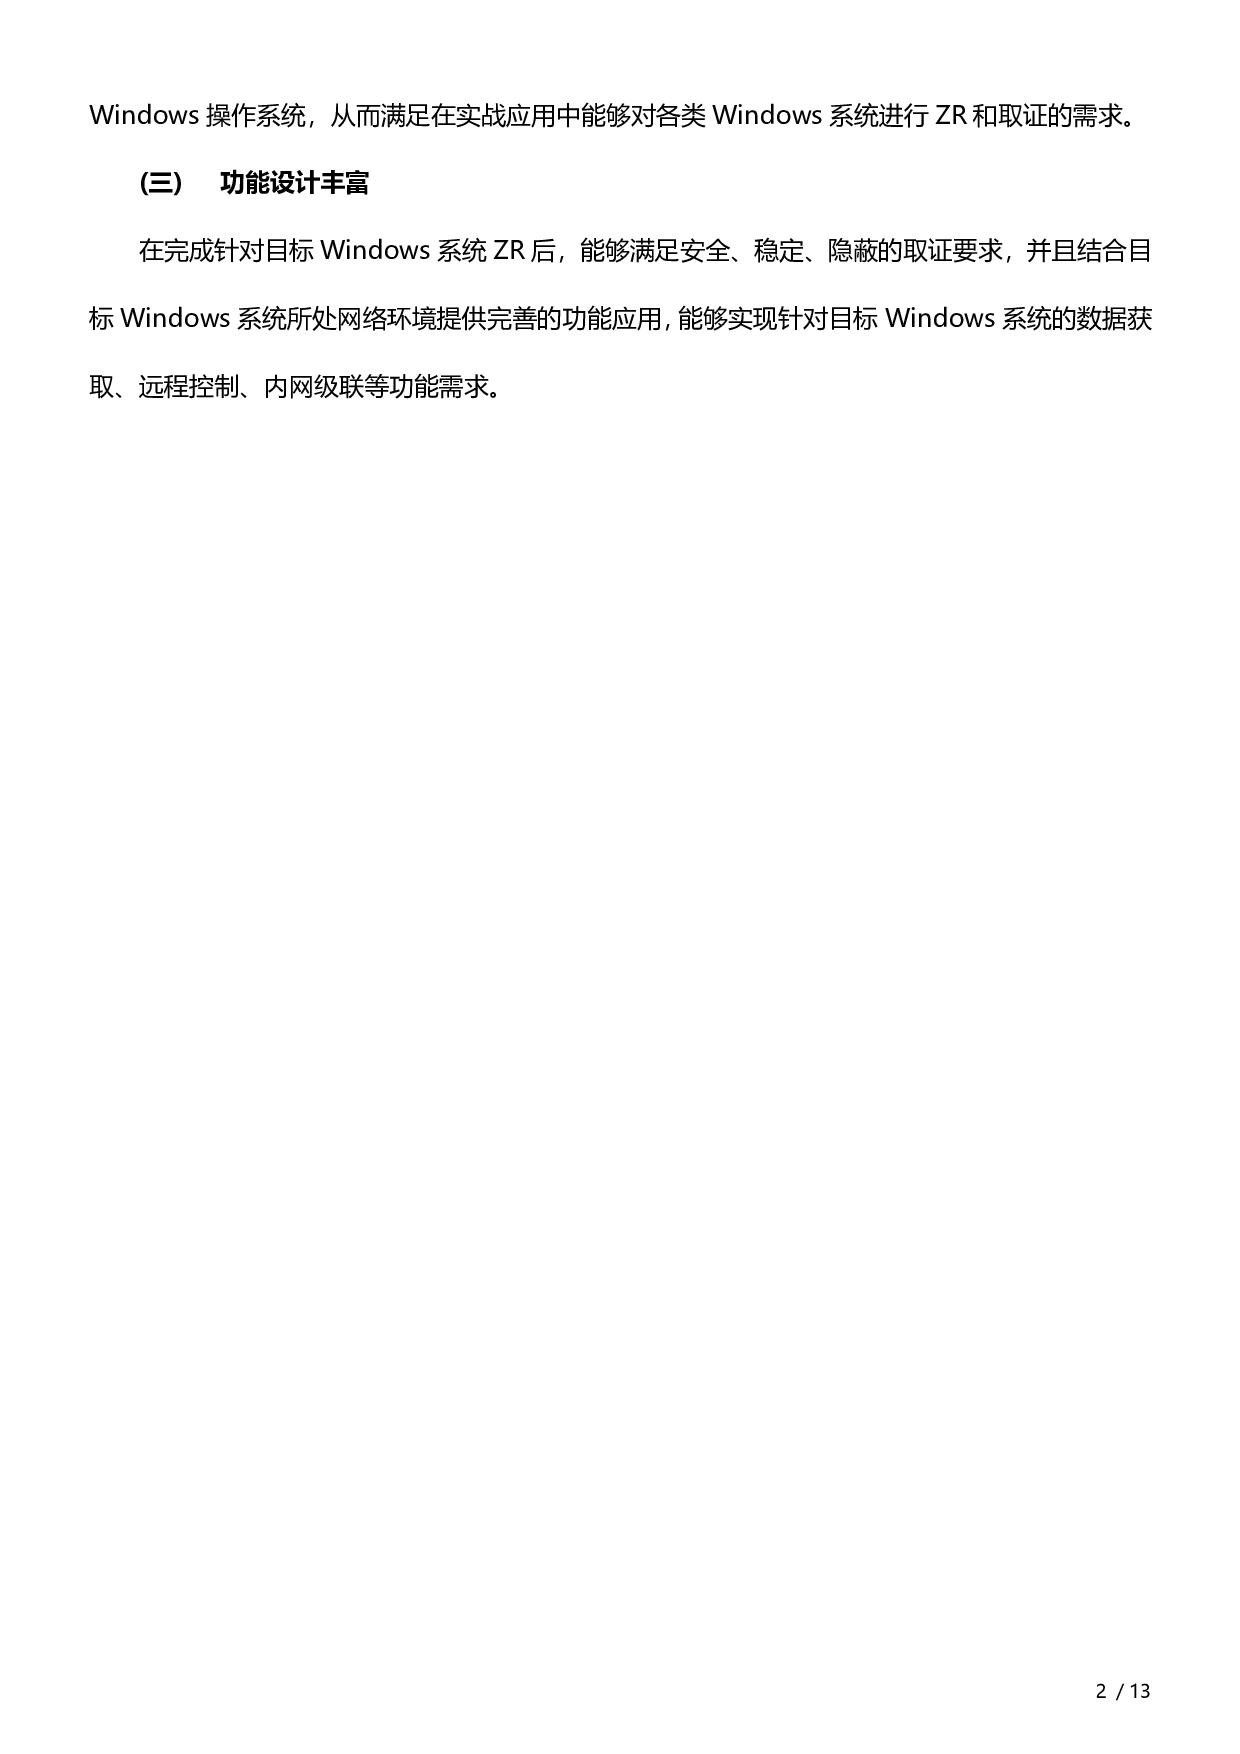 Windows 操作系统，从而满足在实战应用中能够对各类 Windows 系统进行 ZR 和取证的需求。
(三) 功能设计丰富
在完成针对目标 Windows 系统 ZR 后，能够满足安全、稳定、隐蔽的取证要求，并且结合目
标 Windows 系统所处网络环境提供完善的功能应用，能够实现针对目标 Windows 系统的数据获
取、远程控制、内网级联等功能需求。
2 / 13